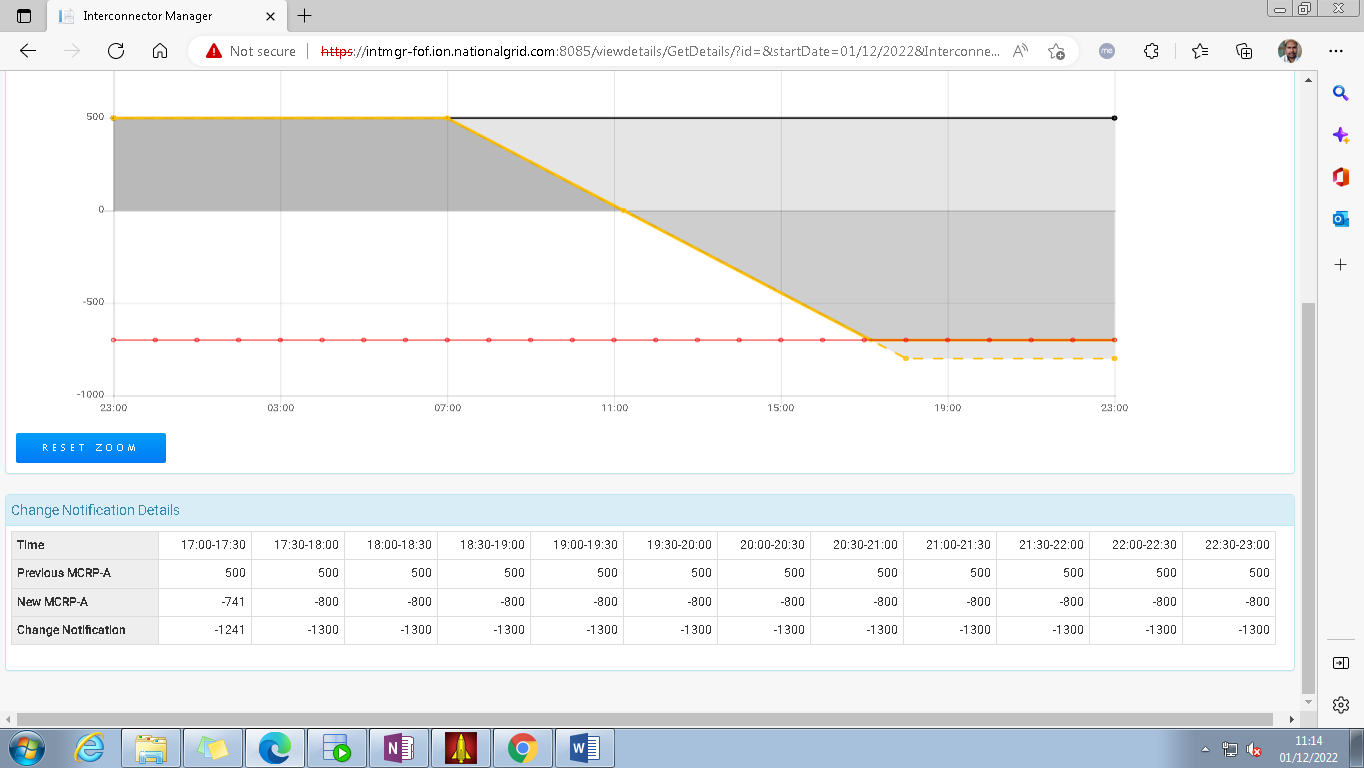 Interconnector Manager
Not secure
https://intmgr-fof.ion.nationalgrid.com:8085/viewdetails/GetDetails/?id=&startDate=01/12/2022&Interconne...
500
0
-500
-1000
23:00 03:00 07:00 11:00 15:00 19:00 23:00
RESET ZOOM
Change Notification Details
Time 17:00-17:30 17:30-18:00 18:00-18:30 18:30-19:00 19:00-19:30 19:30-20:00 20:00-20:30 20:30-21:00 21:00-21:30 21:30-22:00 22:00-22:30 22:30-23:00
Previous MCRP-A 500 500 500 500 500 500 500 500 500 500 500 500
New MCRP-A -741 -800 -800 -800 -800 -800 -800 -800 -800 -800 -800 -800
Change Notification -1241 -1300 -1300 -1300 -1300 -1300 -1300 -1300 -1300 -1300 -1300 -1300
11:14
01/12/2022